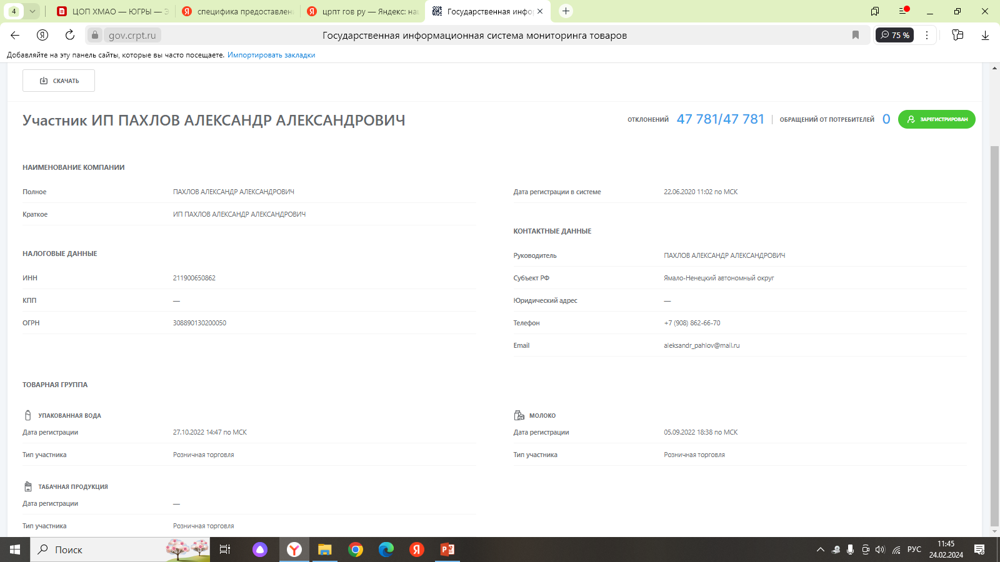 4
ЦОП ХМАО — ЮГРЫ — Э
специфика предоставлен
црпт гов ру — Яндекс: на
Государственная инфо
gov.crpt.ru
Государственная информационная система мониторинга товаров
75 %
Добавляйте на эту панель сайты, которые вы часто посещаете. Импортировать закладки
СКАЧАТЬ
Участник ИП ПАХЛОВ АЛЕКСАНДР АЛЕКСАНДРОВИЧ
ОТКЛОНЕНИЙ 47 781/47 781
ОБРАЩЕНИЙ ОТ ПОТРЕБИТЕЛЕЙ 0
ЗАРЕГИСТРИРОВАН
НАИМЕНОВАНИЕ КОМПАНИИ
Полное ПАХЛОВ АЛЕКСАНДР АЛЕКСАНДРОВИЧ
Краткое ИП ПАХЛОВ АЛЕКСАНДР АЛЕКСАНДРОВИЧ
НАЛОГОВЫЕ ДАННЫЕ
ИНН 211900650862
КПП —
ОГРН 308890130200050
Дата регистрации в системе 22.06.2020 11:02 по МСК
КОНТАКТНЫЕ ДАННЫЕ
Руководитель ПАХЛОВ АЛЕКСАНДР АЛЕКСАНДРОВИЧ
Субъект РФ Ямало-Ненецкий автономный округ
Юридический адрес —
Телефон +7 (908) 862-66-70
Email aleksandr_pahlov@mail.ru
ТОВАРНАЯ ГРУППА
УПАКОВАННАЯ ВОДА
Дата регистрации 27.10.2022 14:47 по МСК
Тип участника Розничная торговля
МОЛОКО
Дата регистрации 05.09.2022 18:38 по МСК
Тип участника Розничная торговля
ТАБАЧНАЯ ПРОДУКЦИЯ
Дата регистрации —
Тип участника Розничная торговля
Поиск
РУС
11:45
24.02.2024